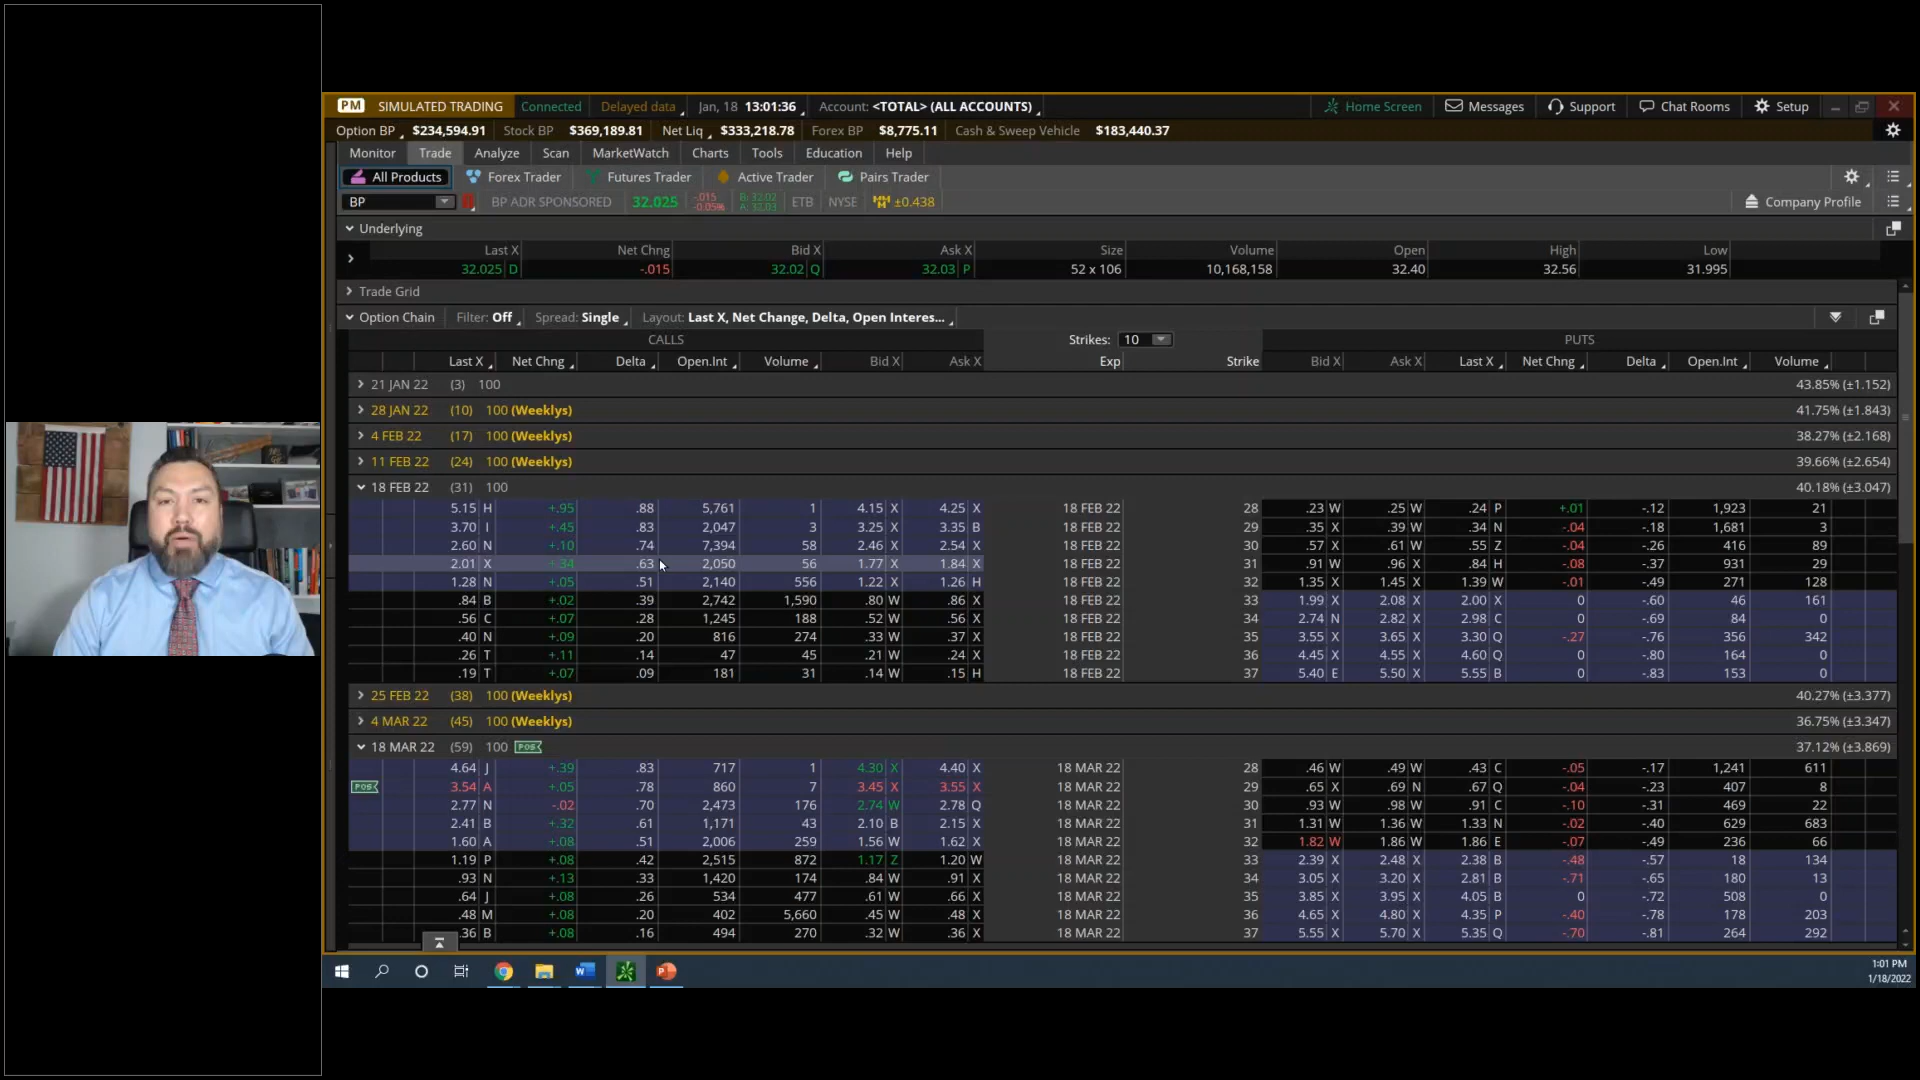 PM SIMULATED TRADING Connected Delayed data Jan, 18 13:01:36 Account: <TOTAL> (ALL ACCOUNTS) Home Screen Messages Support Chat Rooms Setup
Option BP $234,594.91 Stock BP $369,189.81 Net Liq $333,218.78 Forex BP $8,775.11 Cash & Sweep Vehicle $183,440.37
Monitor Trade Analyze Scan MarketWatch Charts Tools Education Help
All Products Forex Trader Futures Trader Active Trader Pairs Trader
BP BP ADR SPONSORED 32.025 -.015 -0.05% B: 32.02 A: 32.03 ETB NYSE ±0.438 Company Profile
Underlying
Last X Net Chng Bid X Ask X Size Volume Open High Low
32.025 D -.015 32.02 Q 32.03 P 52 x 106 10,168,158 32.40 32.56 31.995
Trade Grid
Option Chain Filter: Off Spread: Single Layout: Last X, Net Change, Delta, Open Interes...
CALLS Strikes: 10 PUTS
Last X Net Chng Delta Open.Int Volume Bid X Ask X Exp Strike Bid X Ask X Last X Net Chng Delta Open.Int Volume
21 JAN 22 (3) 100 43.85% (±1.152)
28 JAN 22 (10) 100 (Weeklys) 41.75% (±1.843)
4 FEB 22 (17) 100 (Weeklys) 38.27% (±2.168)
11 FEB 22 (24) 100 (Weeklys) 39.66% (±2.654)
18 FEB 22 (31) 100 40.18% (±3.047)
5.15 H +.95 .88 5,761 1 4.15 X 4.25 X 18 FEB 22 28 .23 W .25 W .24 P +.01 -.12 1,923 21
3.70 I +.45 .83 2,047 3 3.25 X 3.35 B 18 FEB 22 29 .35 X .39 W .34 N -.04 -.18 1,681 3
2.60 N +.10 .74 7,394 58 2.46 X 2.54 X 18 FEB 22 30 .57 X .61 W .55 Z -.04 -.26 416 89
2.01 X +.34 .63 2,050 56 1.77 X 1.84 X 18 FEB 22 31 .91 W .96 X .84 H -.08 -.37 931 29
1.28 N +.05 .51 2,140 556 1.22 X 1.26 H 18 FEB 22 32 1.35 X 1.45 X 1.39 W -.01 -.49 271 128
.84 B +.02 .39 2,742 1,590 .80 W .86 X 18 FEB 22 33 1.99 X 2.08 X 2.00 X 0 -.60 46 161
.56 C +.07 .28 1,245 188 .52 W .56 X 18 FEB 22 34 2.74 N 2.82 X 2.98 C 0 -.69 84 0
.40 N +.09 .20 816 274 .33 W .37 X 18 FEB 22 35 3.55 X 3.65 X 3.30 Q -.27 -.76 356 342
.26 T +.11 .14 47 45 .21 W .24 X 18 FEB 22 36 4.45 X 4.55 X 4.60 Q 0 -.80 164 0
.19 T +.07 .09 181 31 .14 W .15 H 18 FEB 22 37 5.40 E 5.50 X 5.55 B 0 -.83 153 0
25 FEB 22 (38) 100 (Weeklys) 40.27% (±3.377)
4 MAR 22 (45) 100 (Weeklys) 36.75% (±3.347)
18 MAR 22 (59) 100 POS 37.12% (±3.869)
4.64 J +.39 .83 717 1 4.30 X 4.40 X 18 MAR 22 28 .46 W .49 W .43 C -.05 -.17 1,241 611
POS 3.54 A +.05 .78 860 7 3.45 X 3.55 X 18 MAR 22 29 .65 X .69 N .67 Q -.04 -.23 407 8
2.77 N -.02 .70 2,473 176 2.74 W 2.78 Q 18 MAR 22 30 .93 W .98 W .91 C -.10 -.31 469 22
2.41 B +.32 .61 1,171 43 2.10 B 2.15 X 18 MAR 22 31 1.31 W 1.36 W 1.33 N -.02 -.40 629 683
1.60 A +.08 .51 2,006 259 1.56 W 1.62 X 18 MAR 22 32 1.82 W 1.86 W 1.86 E -.07 -.49 236 66
1.19 P +.08 .42 2,515 872 1.17 Z 1.20 W 18 MAR 22 33 2.39 X 2.48 X 2.38 B -.48 -.57 18 134
.93 N +.13 .33 1,420 174 .84 W .91 X 18 MAR 22 34 3.05 X 3.20 X 2.81 B -.71 -.65 180 13
.64 J +.08 .26 534 477 .61 W .66 X 18 MAR 22 35 3.85 X 3.95 X 4.05 B 0 -.72 508 0
.48 M +.08 .20 402 5,660 .45 W .48 X 18 MAR 22 36 4.65 X 4.80 X 4.35 P -.40 -.78 178 203
.36 B +.08 .16 494 270 .32 W .36 X 18 MAR 22 37 5.55 X 5.70 X 5.35 Q -.70 -.81 264 292
1:01 PM
1/18/2022